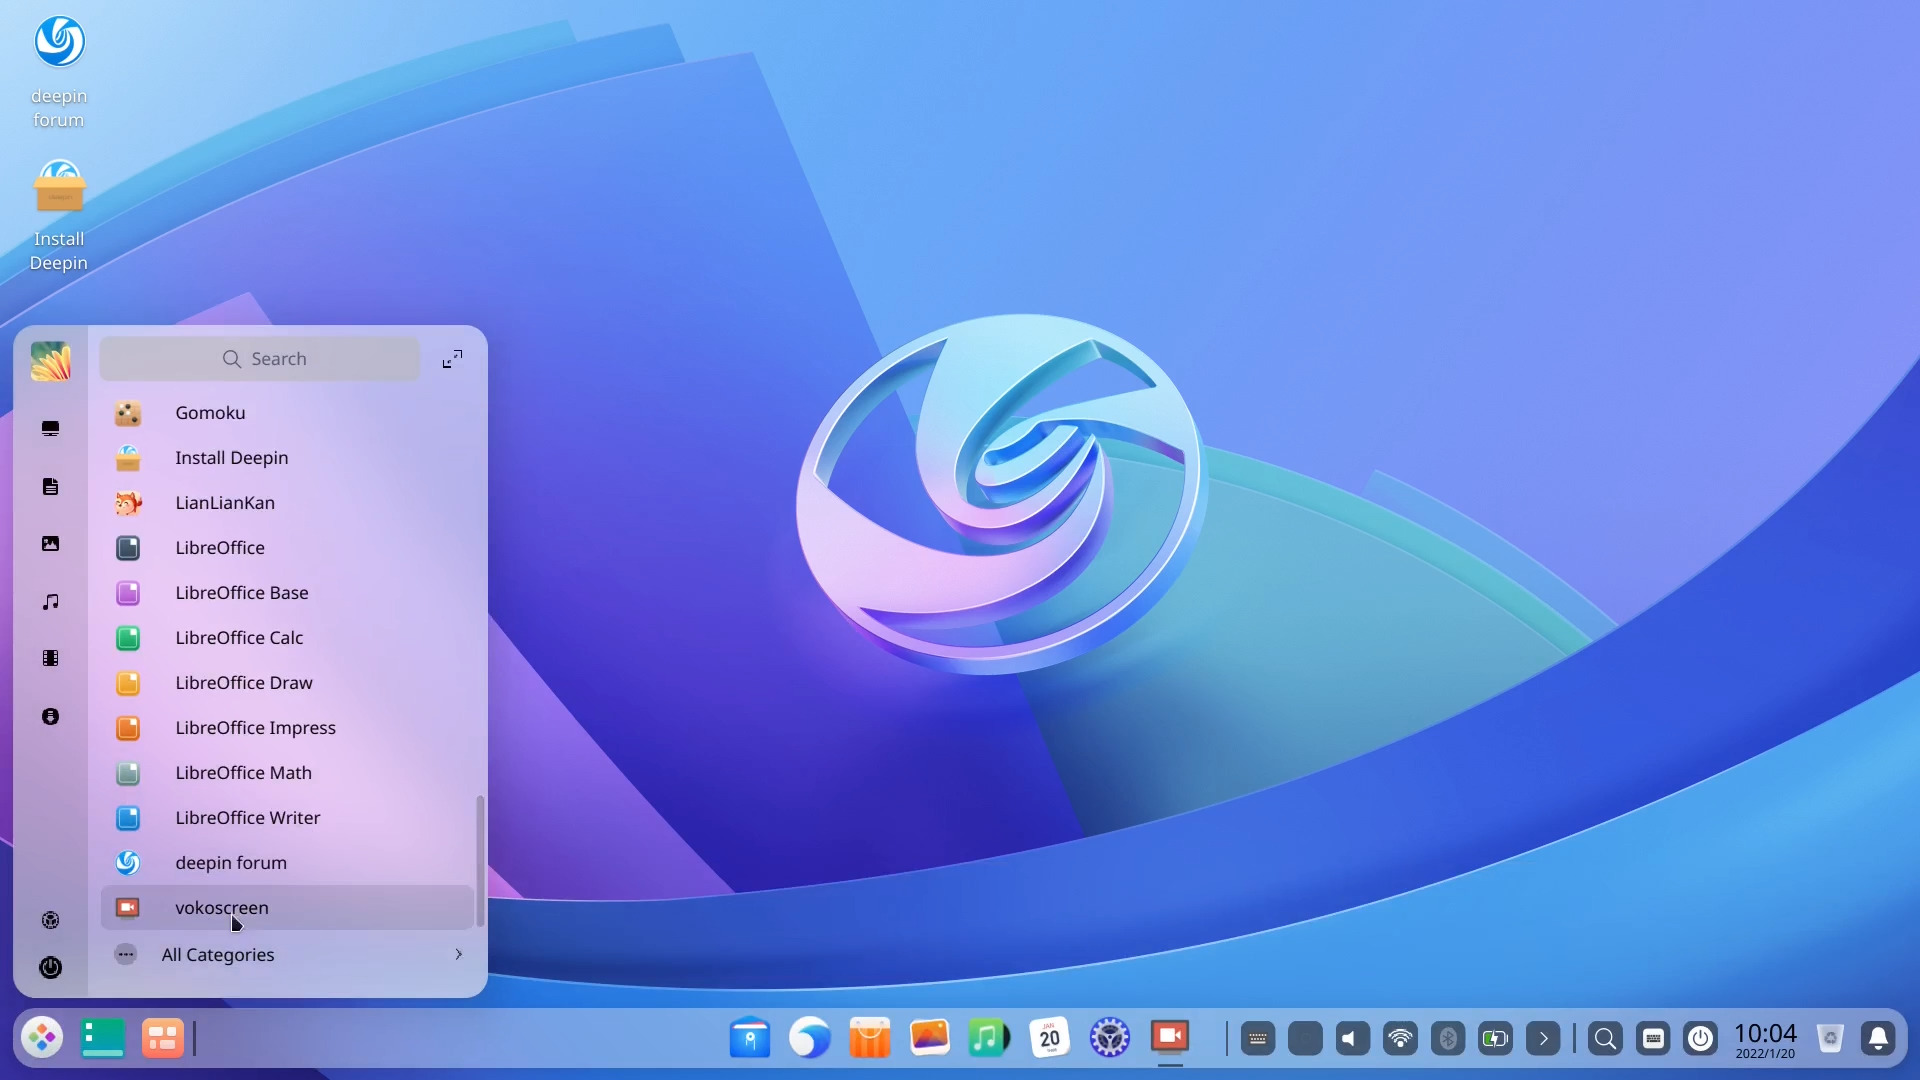 deepin
forum
Install
Deepin
Search
Gomoku
Install Deepin
LianLianKan
LibreOffice
LibreOffice Base
LibreOffice Calc
LibreOffice Draw
LibreOffice Impress
LibreOffice Math
LibreOffice Writer
deepin forum
vokoscreen
All Categories
JAN
20
10:04
2022/1/20